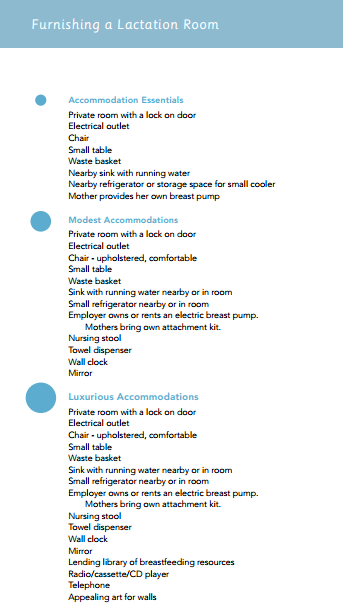 Furnishing a Lactation Room
Accommodation Essentials
Private room with a lock on door
Electrical outlet
Chair
Small table
Waste basket
Nearby sink with running water
Nearby refrigerator or storage space for small cooler
Mother provides her own breast pump
Modest Accommodations
Private room with a lock on door
Electrical outlet
Chair - upholstered, comfortable
Small table
Waste basket
Sink with running water nearby or in room
Small refrigerator nearby or in room
Employer owns or rents an electric breast pump.
Mothers bring own attachment kit.
Nursing stool
Towel dispenser
Wall clock
Mirror
Luxurious Accommodations
Private room with a lock on door
Electrical outlet
Chair - upholstered, comfortable
Small table
Waste basket
Sink with running water nearby or in room
Small refrigerator nearby or in room
Employer owns or rents an electric breast pump.
Mothers bring own attachment kit.
Nursing stool
Towel dispenser
Wall clock
Mirror
Lending library of breastfeeding resources
Radio/cassette/CD player
Telephone
Appealing art for walls